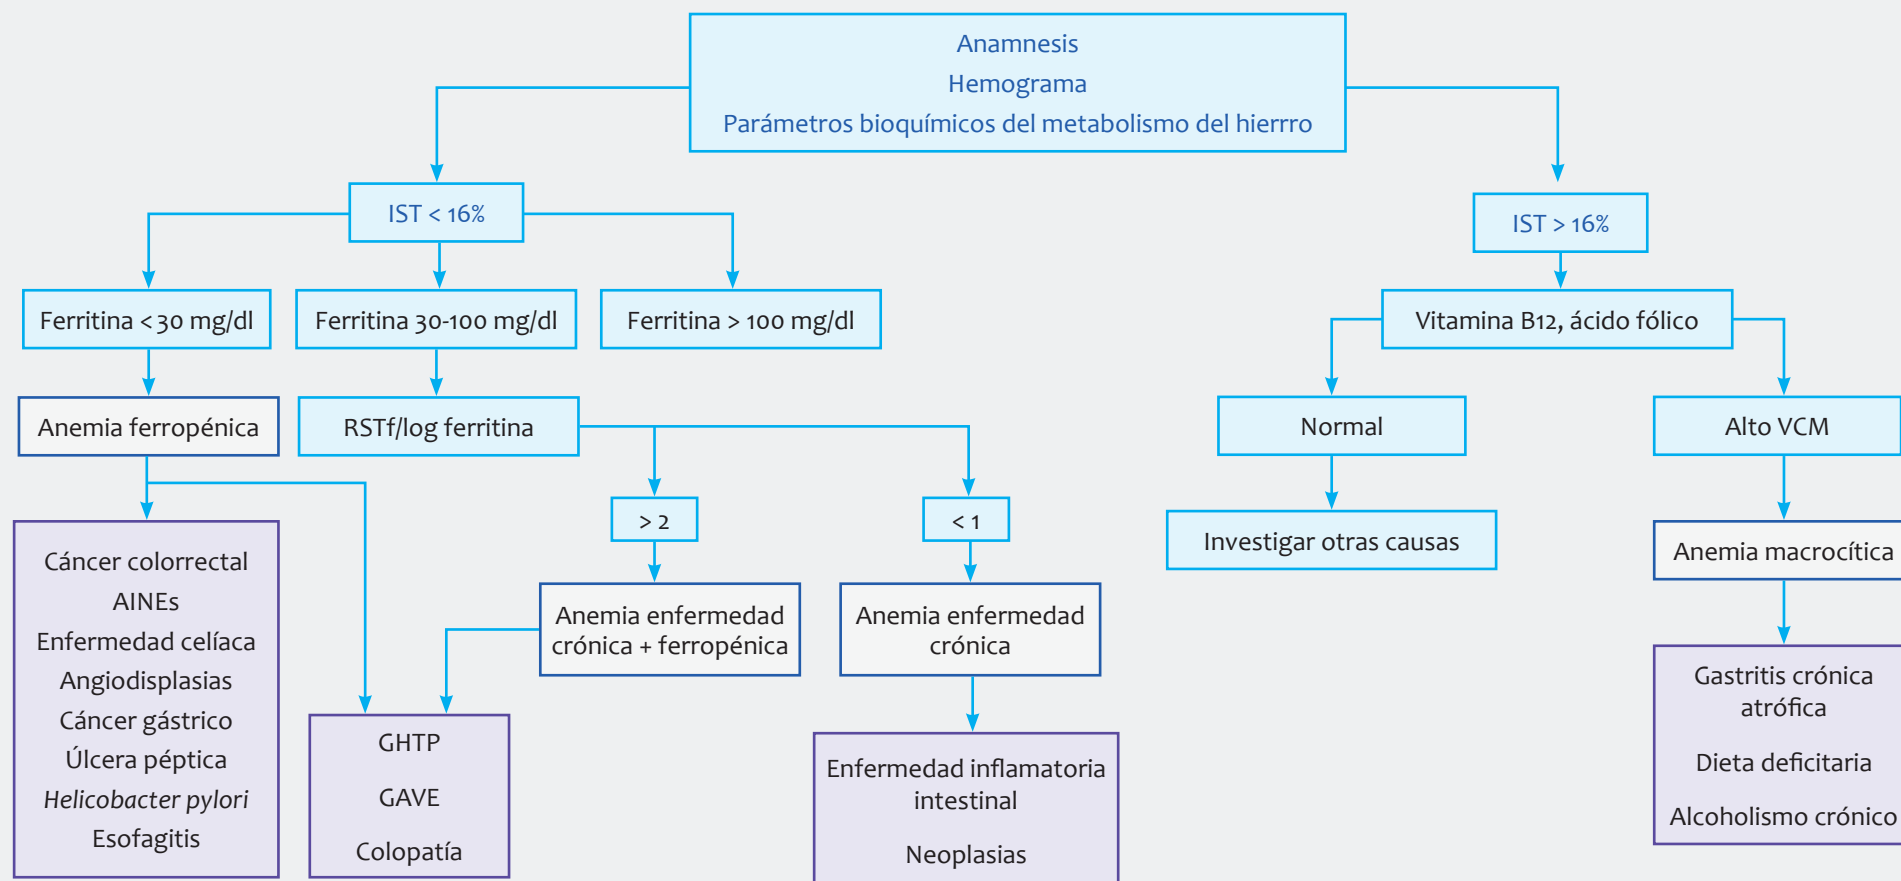 Anamnesis
Hemograma
Parámetros bioquímicos del metabolismo del hierrro
IST < 16%
IST > 16%
Ferritina < 30 mg/dl
Ferritina 30-100 mg/dl
Ferritina > 100 mg/dl
Vitamina B12, ácido fólico
Anemia ferropénica
RSTf/log ferritina
Normal
Alto VCM
> 2
< 1
Investigar otras causas
Anemia macrocítica
Cáncer colorrectal
AINEs
Enfermedad celíaca
Angiodisplasias
Cáncer gástrico
Úlcera péptica
Helicobacter pylori
Esofagitis
Anemia enfermedad
crónica + ferropénica
Anemia enfermedad
crónica
GHTP
GAVE
Colopatía
Enfermedad inflamatoria
intestinal
Neoplasias
Gastritis crónica
atrófica
Dieta deficitaria
Alcoholismo crónico